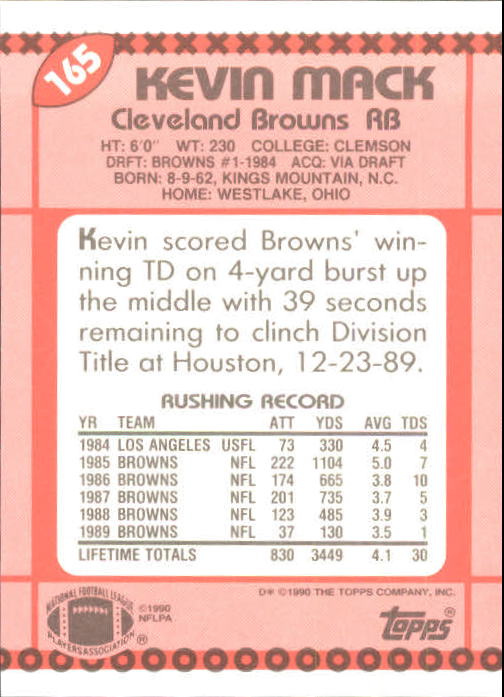 165
KEVIN MACK
Cleveland Browns RB
HT: 6'0" WT: 230 COLLEGE: CLEMSON
DRFT: BROWNS #1-1984 ACQ: VIA DRAFT
BORN: 8-9-62, KINGS MOUNTAIN, N.C.
HOME: WESTLAKE, OHIO
Kevin scored Browns' win-
ning TD on 4-yard burst up
the middle with 39 seconds
remaining to clinch Division
Title at Houston, 12-23-89.
RUSHING RECORD
YR TEAM ATT YDS AVG TDS
1984 LOS ANGELES USFL 73 330 4.5 4
1985 BROWNS NFL 222 1104 5.0 7
1986 BROWNS NFL 174 665 3.8 10
1987 BROWNS NFL 201 735 3.7 5
1988 BROWNS NFL 123 485 3.9 3
1989 BROWNS NFL 37 130 3.5 1
LIFETIME TOTALS 830 3449 4.1 30
D* ©1990 THE TOPPS COMPANY, INC.
NATIONAL FOOTBALL LEAGUE
PLAYERS ASSOCIATION ®
©1990
NFLPA
topps®